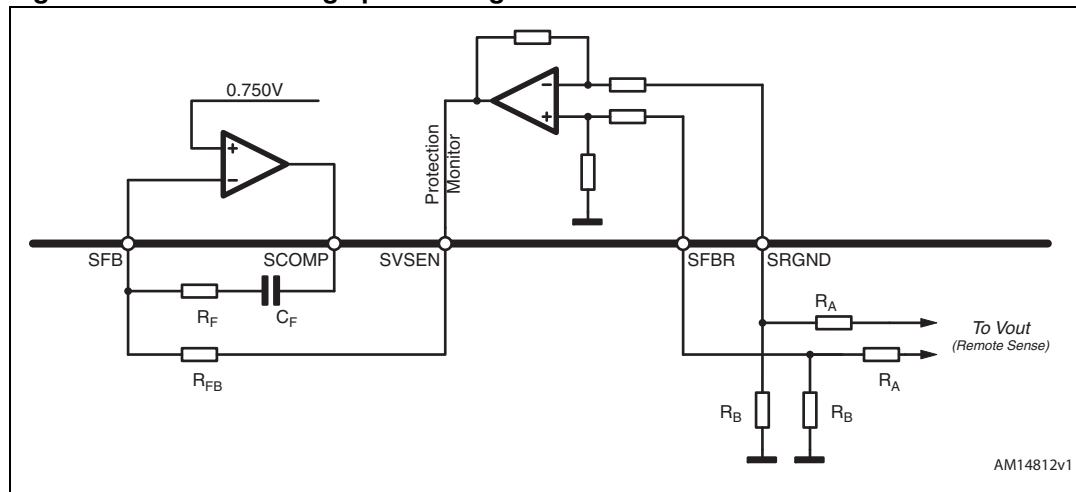 0.750V
+
−
Protection
Monitor
−
+
SFB
SCOMP
SVSEN
SFBR
SRGND
RF
CF
RFB
RA
To Vout
(Remote Sense)
RA
RB
RB
AM14812v1